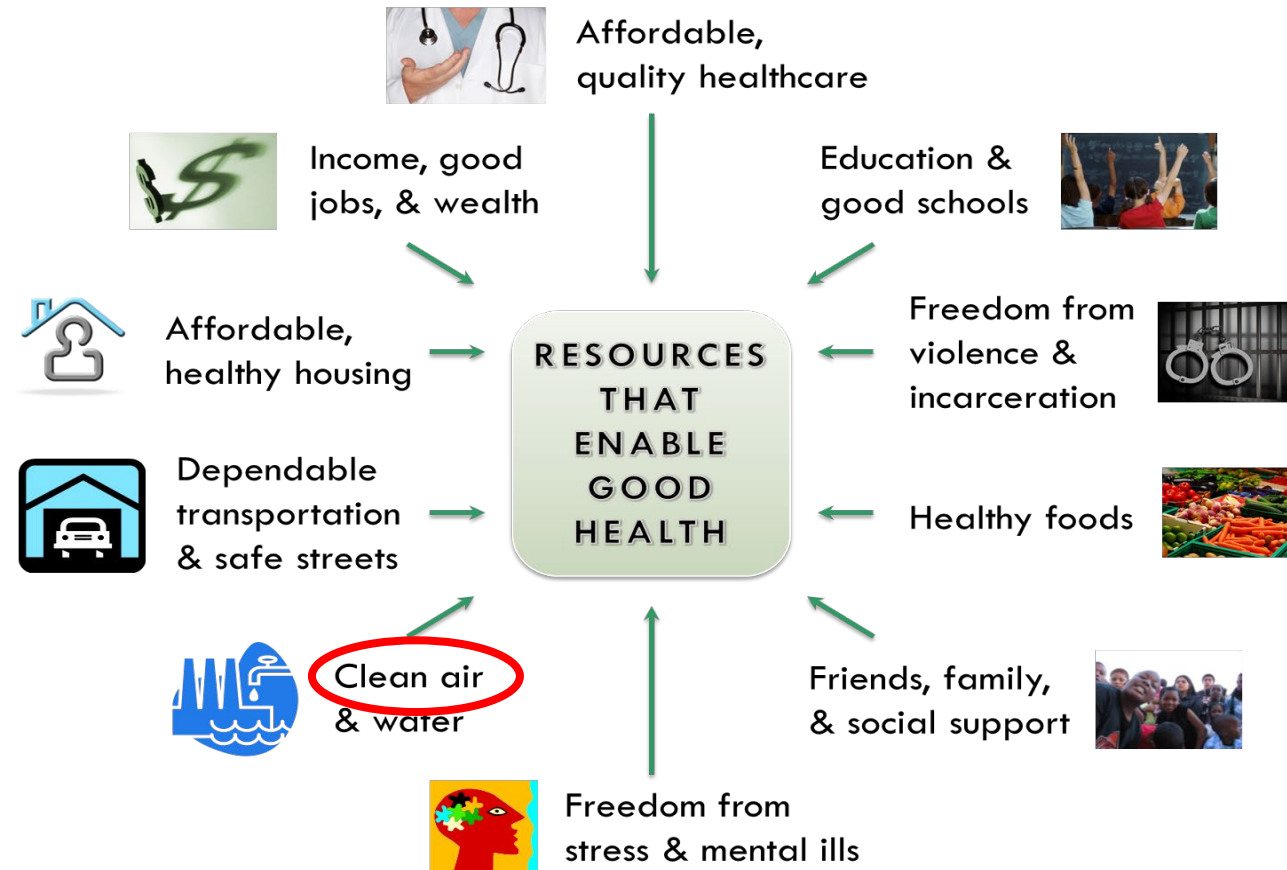 Affordable,
quality healthcare
Income, good
jobs, & wealth
Education &
good schools
Affordable,
healthy housing
Freedom from
violence &
incarceration
RESOURCES
THAT
ENABLE
GOOD
HEALTH
Dependable
transportation
& safe streets
Healthy foods
Clean air
& water
Friends, family,
& social support
Freedom from
stress & mental ills